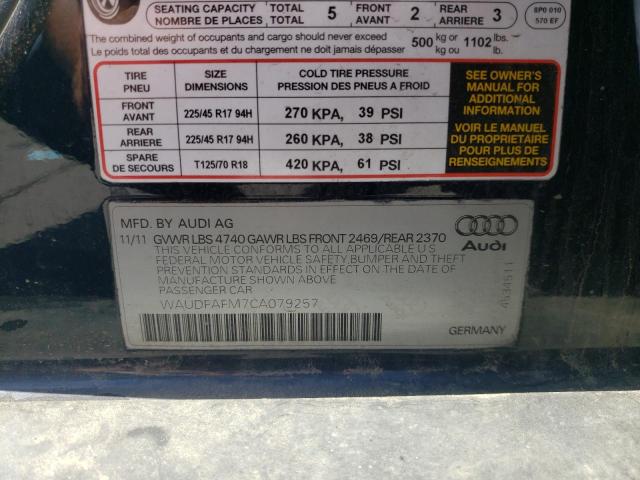 SEATING CAPACITY TOTAL 5 FRONT 2 REAR 3
NOMBRE DE PLACES TOTAL AVANT ARRIERE
8P0 010
570 EF
The combined weight of occupants and cargo should never exceed 500 kg or 1102 lbs.
Le poids total des occupants et du chargement ne doit jamais dépasser kg ou lb.
TIRE
PNEU
SIZE
DIMENSIONS
COLD TIRE PRESSURE
PRESSION DES PNEUS A FROID
FRONT
AVANT
225/45 R17 94H
270 KPA, 39 PSI
REAR
ARRIERE
225/45 R17 94H
260 KPA, 38 PSI
SPARE
DE SECOURS
T125/70 R18
420 KPA, 61 PSI
SEE OWNER'S
MANUAL FOR
ADDITIONAL
INFORMATION
VOIR LE MANUEL
DU PROPRIETAIRE
POUR PLUS DE
RENSEIGNEMENTS
MFD. BY AUDI AG
11/11 GVWR LBS 4740 GAWR LBS FRONT 2469/REAR 2370
THIS VEHICLE CONFORMS TO ALL APPLICABLE U S
FEDERAL MOTOR VEHICLE SAFETY BUMPER AND THEFT
PREVENTION STANDARDS IN EFFECT ON THE DATE OF
MANUFACTURE SHOWN ABOVE
PASSENGER CAR
WAUDFAFM7CA079257
Audi
4534511
GERMANY